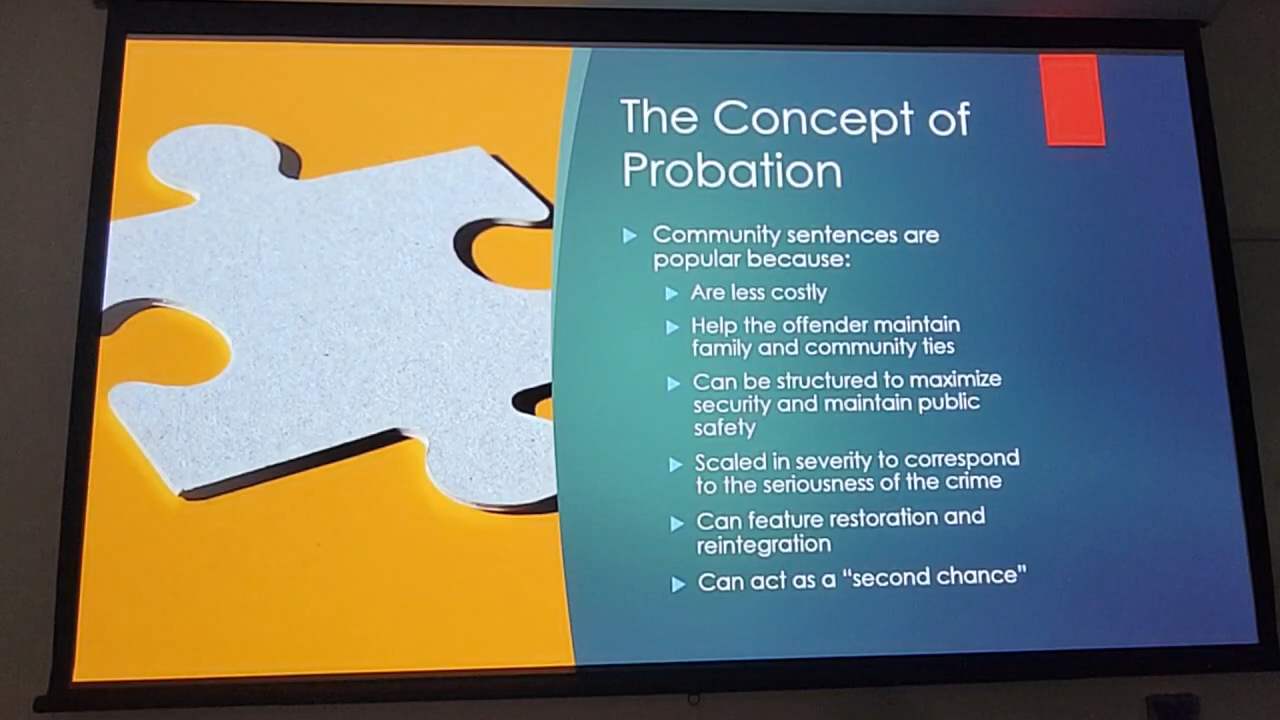 The Concept of
Probation
Community sentences are
popular because:
Are less costly
Help the offender maintain
family and community ties
Can be structured to maximize
security and maintain public
safety
Scaled in severity to correspond
to the seriousness of the crime
Can feature restoration and
reintegration
Can act as a “second chance”